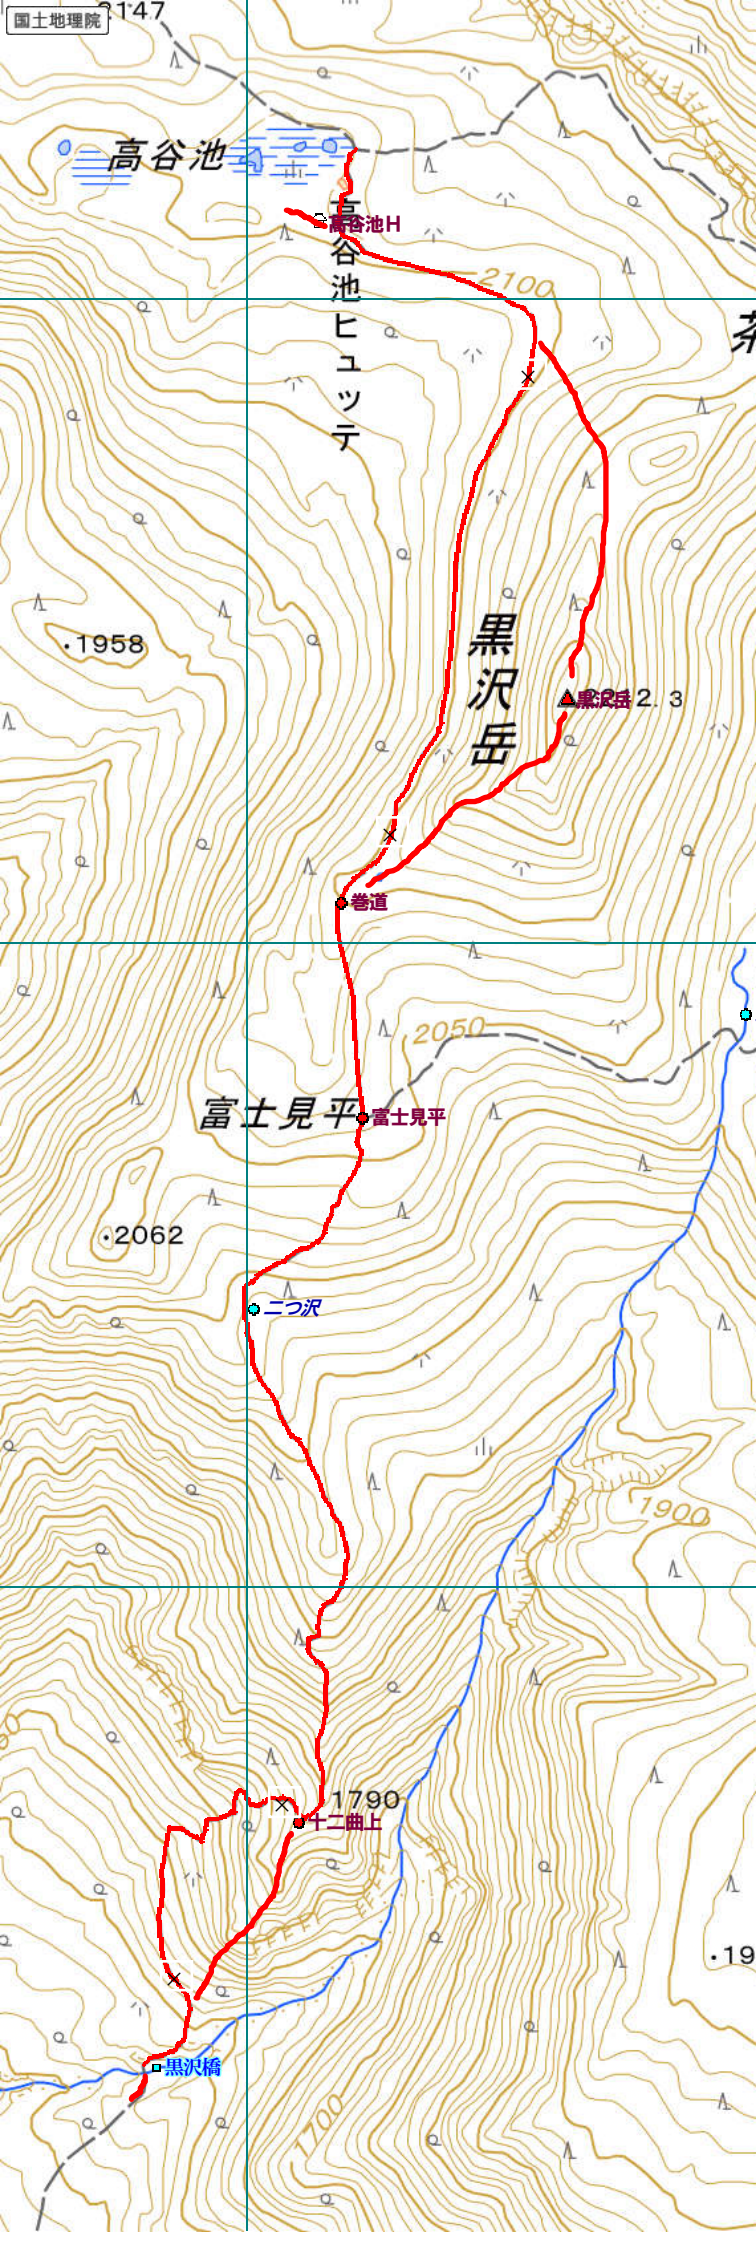 国土地理院
2147
高谷池
高谷池ヒュッテ
高谷池H
2100
茶
黒沢岳
1958
黒沢岳
2.3
巻道
2050
富士見平
富士見平
2062
二つ沢
1900
1790
十二曲上
19
黒沢橋
1700